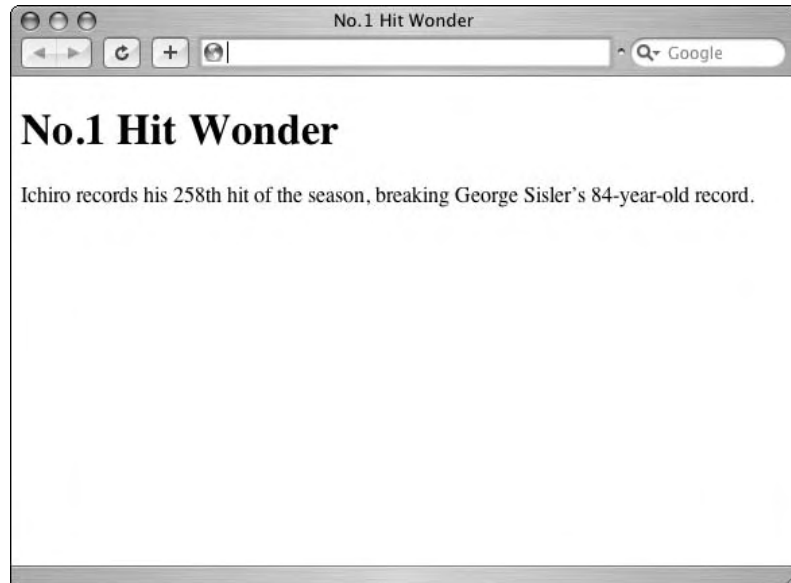 No.1 Hit Wonder
Google
No.1 Hit Wonder
Ichiro records his 258th hit of the season, breaking George Sisler's 84-year-old record.